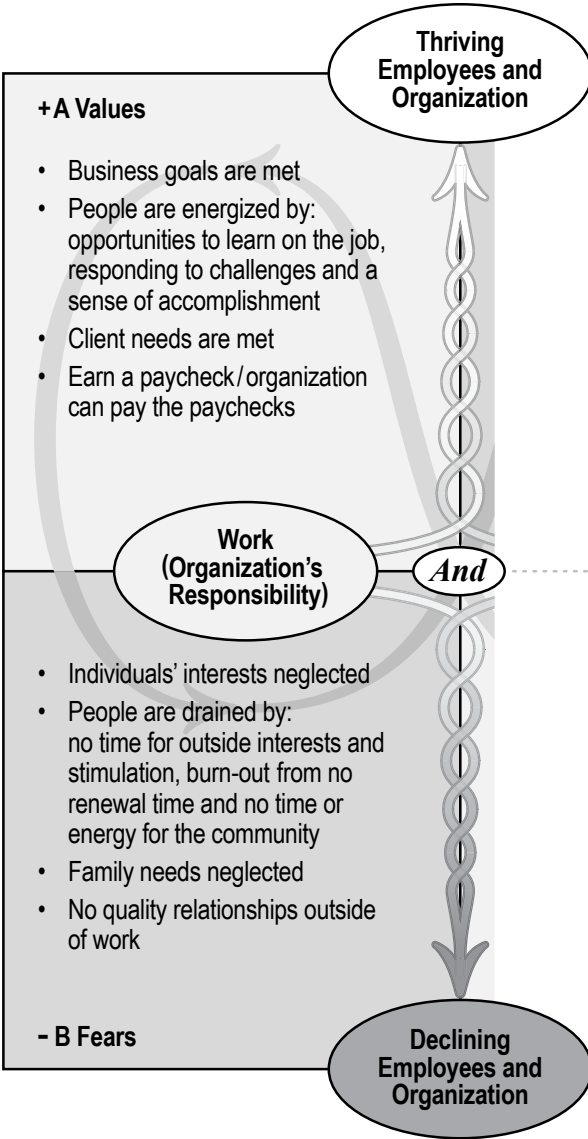 Thriving
Employees and
Organization
+A Values
• Business goals are met
• People are energized by:
opportunities to learn on the job,
responding to challenges and a
sense of accomplishment
• Client needs are met
• Earn a paycheck/organization
can pay the paychecks
Work
(Organization’s
Responsibility)
And
• Individuals’ interests neglected
• People are drained by:
no time for outside interests and
stimulation, burn-out from no
renewal time and no time or
energy for the community
• Family needs neglected
• No quality relationships outside
of work
- B Fears
Declining
Employees and
Organization